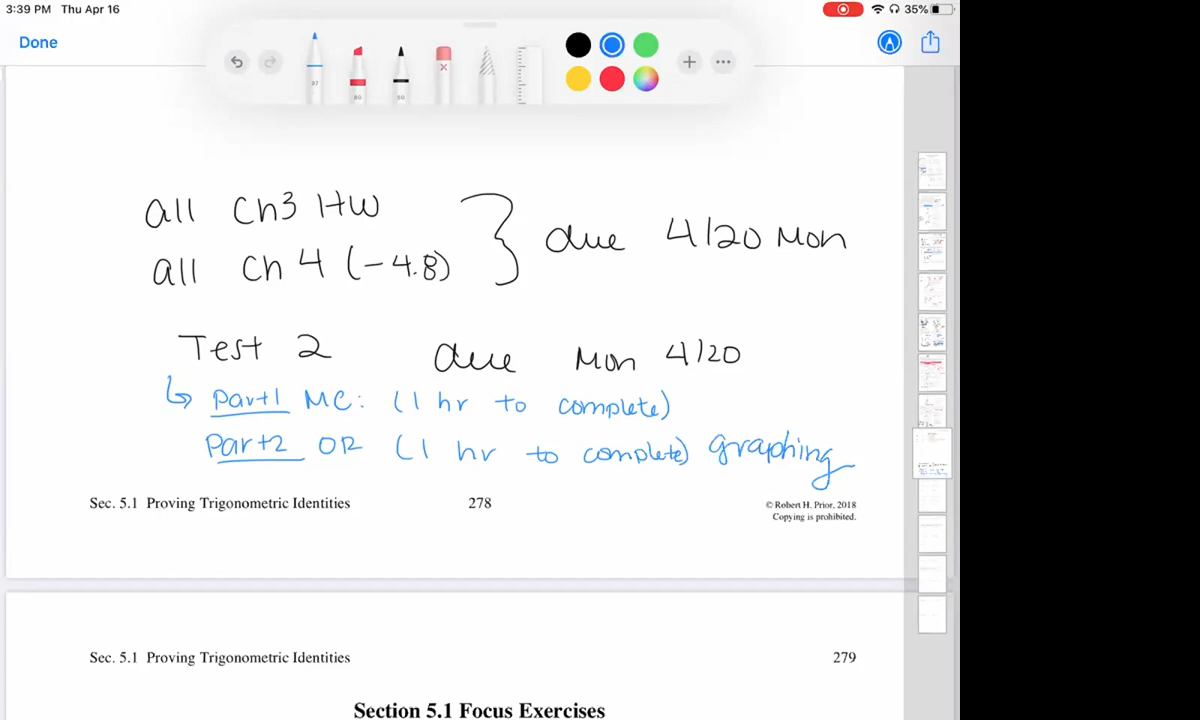 3:39 PM Thu Apr 16
35%
Done
all Ch3 HW
all Ch 4 (-4.8)
due 4/20 Mon
Test 2 due Mon 4/20
Part1 MC: (1 hr to complete)
Part2 OR (1 hr to complete) graphing
Sec. 5.1 Proving Trigonometric Identities
278
© Robert H. Prior, 2018
Copying is prohibited.
Sec. 5.1 Proving Trigonometric Identities
279
Section 5.1 Focus Exercises